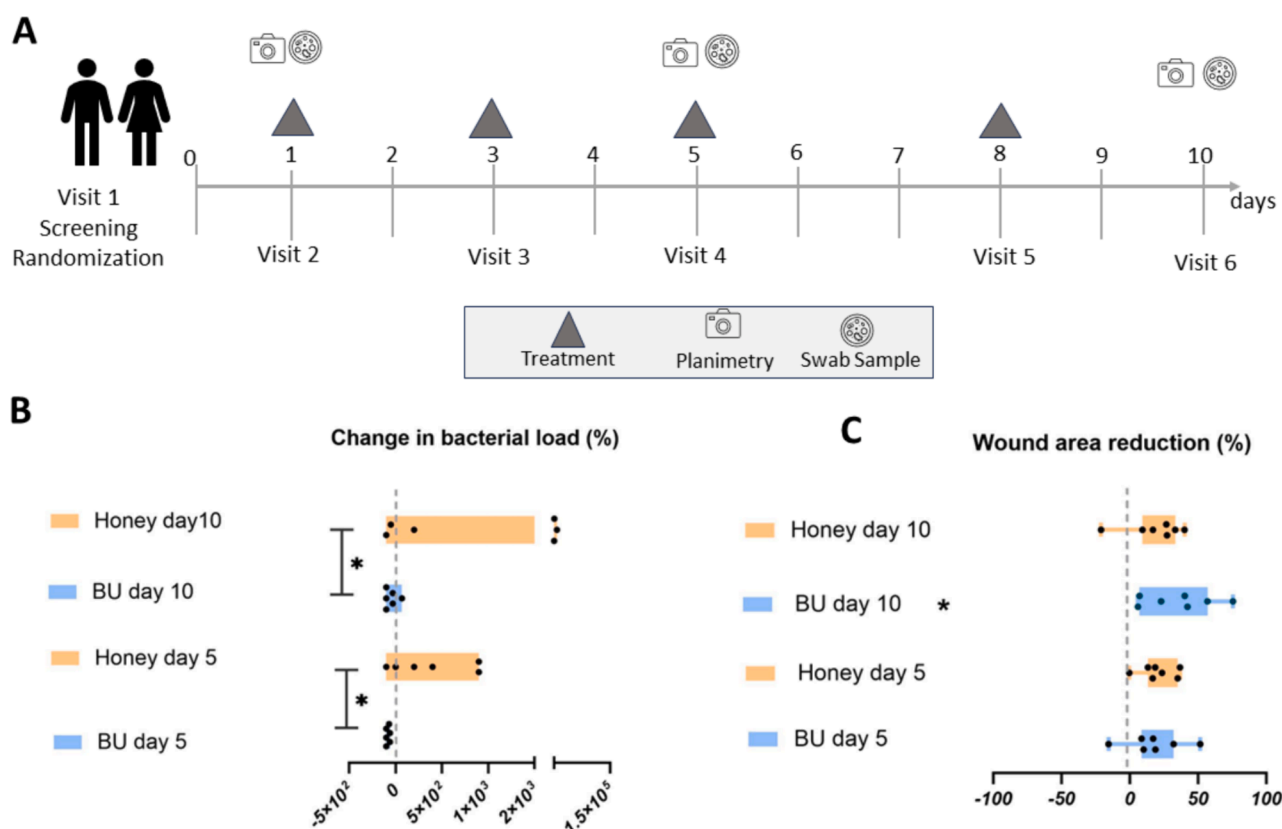 A
0 1 2 3 4 5 6 7 8 9 10
days
Visit 1
Screening
Randomization
Visit 2 Visit 3 Visit 4 Visit 5 Visit 6
Treatment Planimetry Swab Sample
B
Change in bacterial load (%)
Honey day10
*
BU day 10
Honey day 5
*
BU day 5
-5×10² 0 5×10² 1×10³ 2×10³ 1.5×10⁵
C
Wound area reduction (%)
Honey day 10
BU day 10 *
Honey day 5
BU day 5
-100 -50 0 50 100